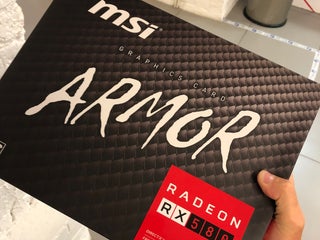 msi
GRAPHICS CARD
ARMOR
RADEON
RX 580